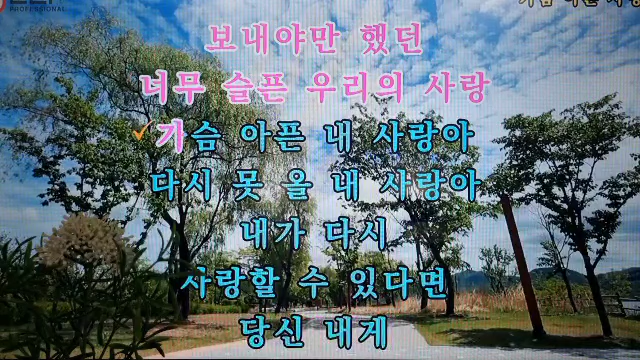 PROFESSIONAL
보내야만 했던
너무 슬픈 우리의 사랑
가슴 아픈 내 사랑아
다시 못 올 내 사랑아
내가 다시
사랑할 수 있다면
당신 내게